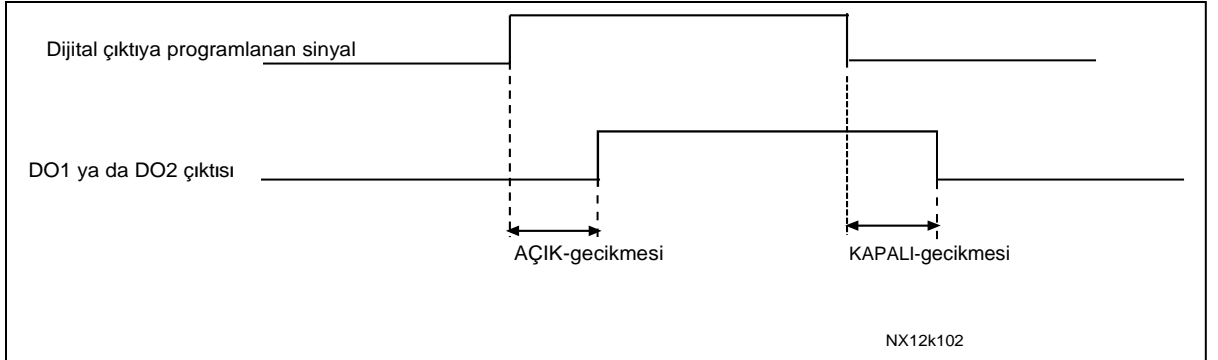 Dijital çıktıya programlanan sinyal
DO1 ya da DO2 çıktısı
AÇIK-gecikmesi
KAPALI-gecikmesi
NX12k102